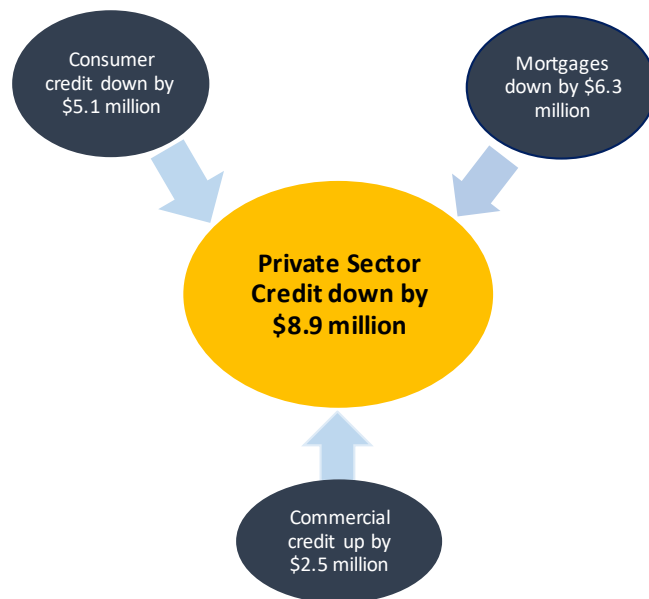 Consumer
credit down by
$5.1 million
Mortgages
down by $6.3
million
Private Sector
Credit down by
$8.9 million
Commercial
credit up by
$2.5 million